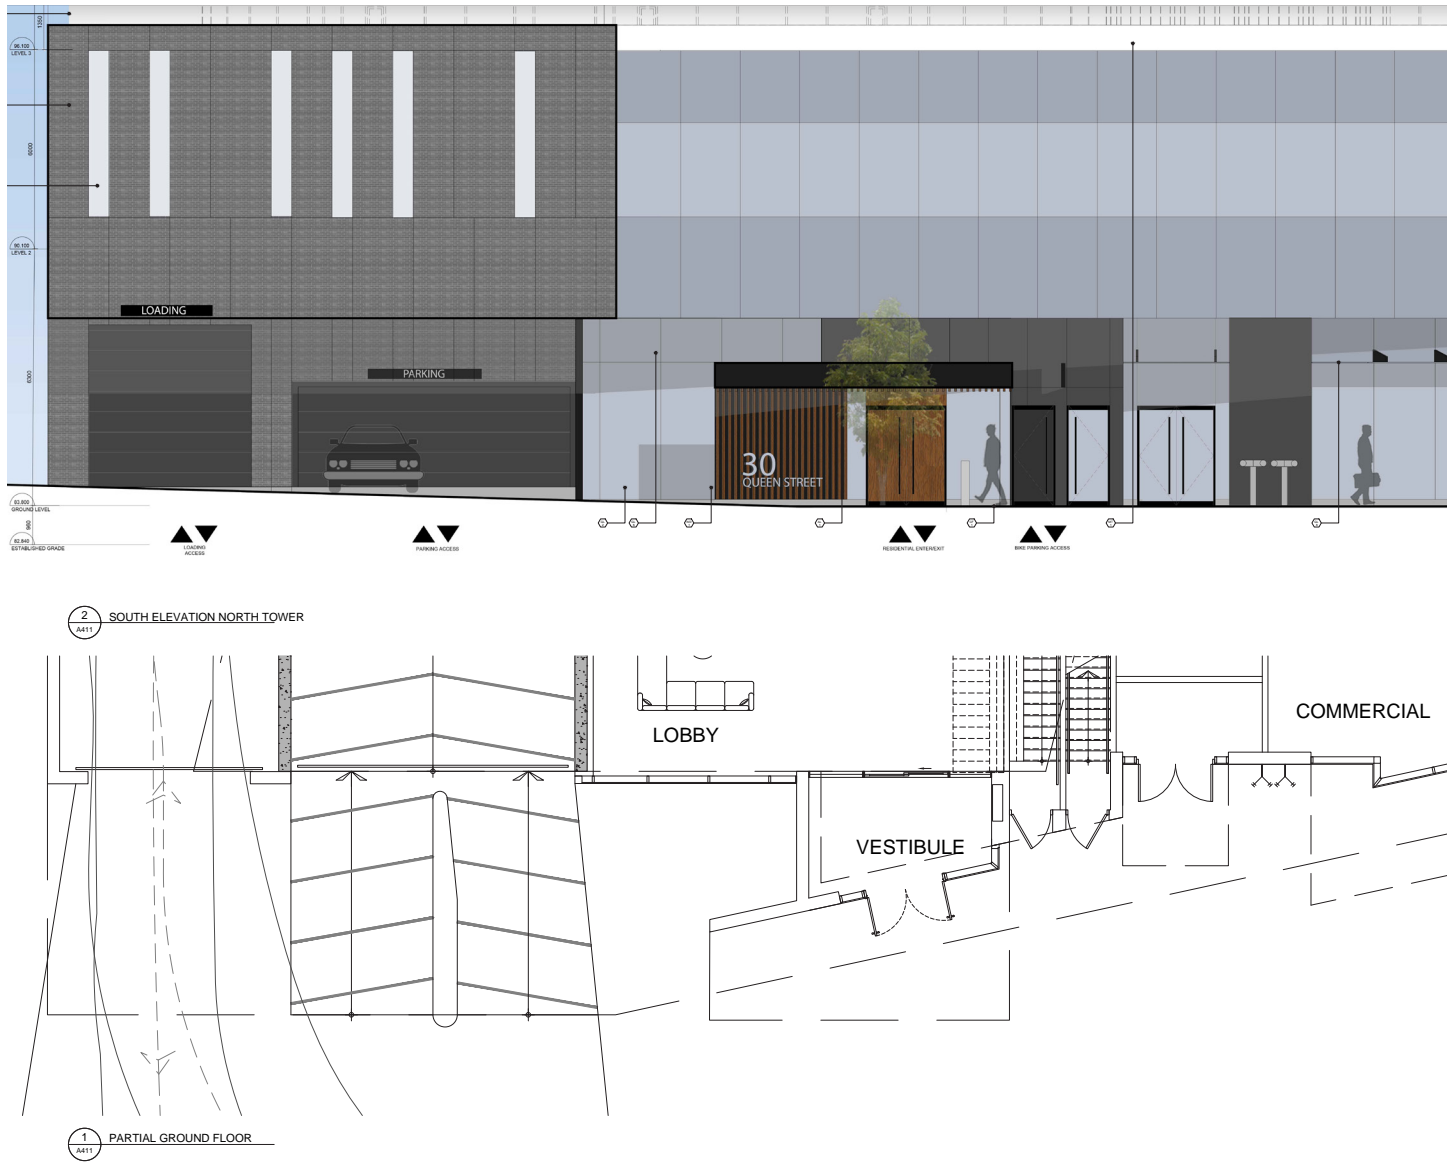 1350
96.100
LEVEL 3
6000
90.100
LEVEL 2
LOADING
PARKING
6300
30
QUEEN STREET
83.800
GROUND LEVEL
960
82.840
ESTABLISHED GRADE
LOADING
ACCESS
PARKING ACCESS
RESIDENTIAL ENTER/EXIT
BIKE PARKING ACCESS
2
A411
SOUTH ELEVATION NORTH TOWER
LOBBY
COMMERCIAL
VESTIBULE
1
A411
PARTIAL GROUND FLOOR